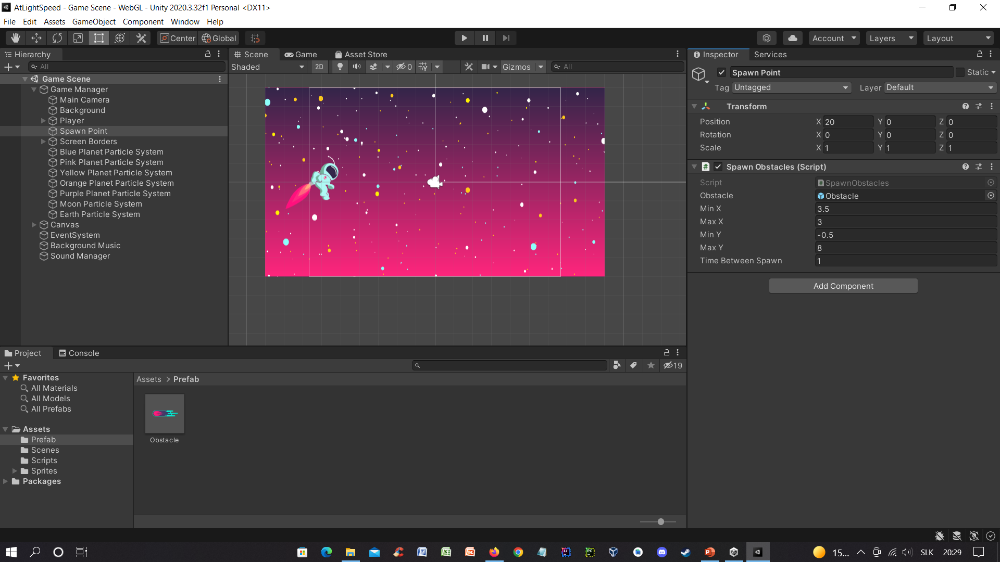 AtLightSpeed - Game Scene - WebGL - Unity 2020.3.32f1 Personal <DX11>
File Edit Assets GameObject Component Window Help
Center Global Account Layers Layout
Hierarchy
All
Game Scene
Game Manager
Main Camera
Background
Player
Spawn Point
Screen Borders
Blue Planet Particle System
Pink Planet Particle System
Yellow Planet Particle System
Orange Planet Particle System
Purple Planet Particle System
Moon Particle System
Earth Particle System
Canvas
EventSystem
Background Music
Sound Manager
Scene Game Asset Store
Shaded 2D 0 Gizmos All
Inspector Services
Spawn Point Static
Tag Untagged Layer Default
Transform
Position X 20 Y 0 Z 0
Rotation X 0 Y 0 Z 0
Scale X 1 Y 1 Z 1
# Spawn Obstacles (Script)
Script SpawnObstacles
Obstacle Obstacle
Min X 3.5
Max X 3
Min Y -0.5
Max Y 8
Time Between Spawn 1
Add Component
Project Console
19
Favorites
All Materials
All Models
All Prefabs
Assets
Prefab
Scenes
Scripts
Sprites
Packages
Assets > Prefab
Obstacle
15... SLK 20:29